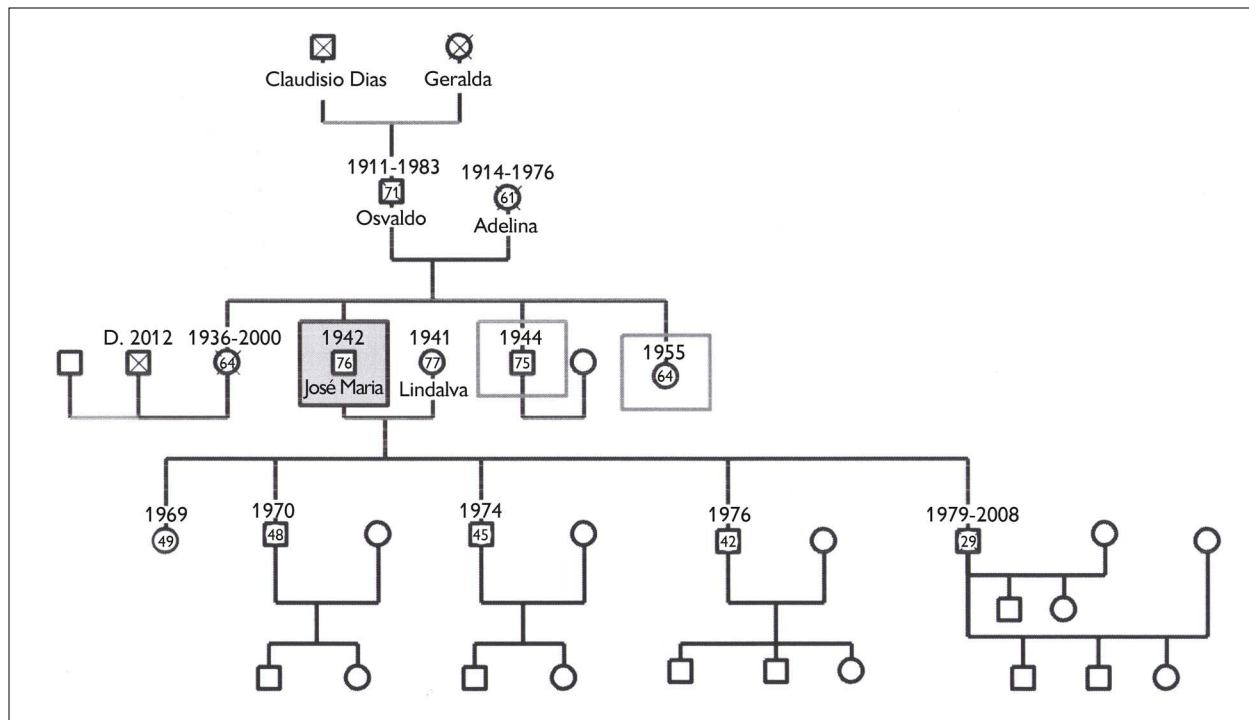 Claudisio Dias Geralda
1911-1983 1914-1976
71 61
Osvaldo Adelina
D. 2012 1936-2000 1942 1941 1944 1955
64 76 77 75 64
José Maria Lindalva
1969 1970 1974 1976 1979-2008
49 48 45 42 29